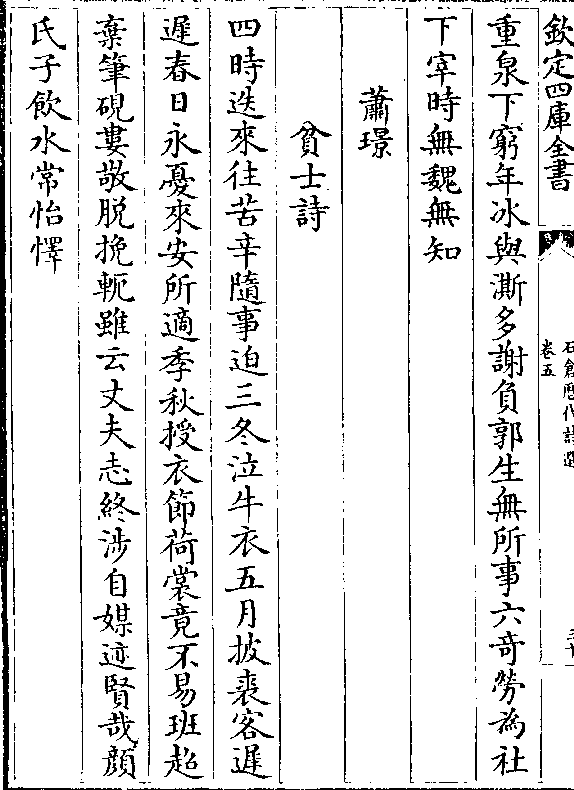 欽定四庫全書
石倉歷代詩選
卷五
三十
重泉下窮年冰與澌多謝負郭生無所事六奇勞為社
下宰時無魏無知
蕭璟
貧士詩
四時迭來往苦辛隨事迫三冬泣牛衣五月披裘客遲
遲春日永憂來安所適季秋授衣節荷裳竟不易班超
棄筆硯婁敬脫挽軛雖云丈夫志終涉自媒迹賢哉顔
氏子飲水常怡懌